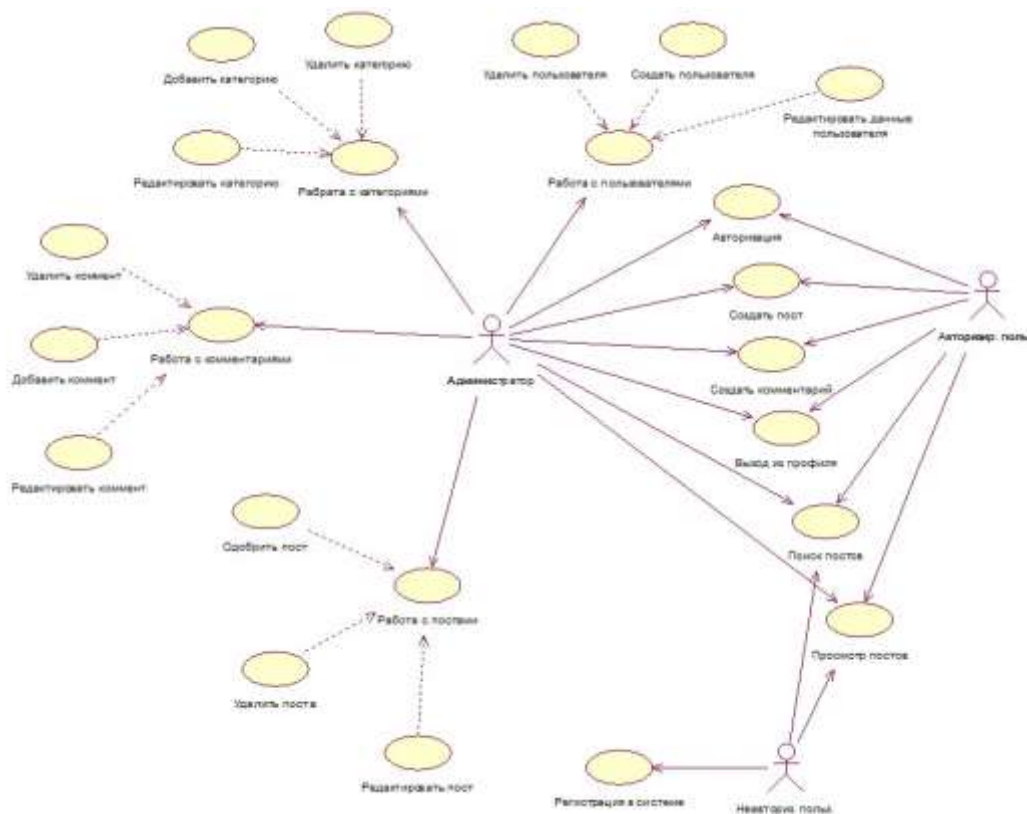 Удалить категорию
Добавить категорию
Удалить пользователя
Создать пользователя
Редактировать данные
пользователя
Редактировать категорию
Рабрата с категориями
Работа с пользователями
Авторизация
Удалить коммент
Создать пост
Авторизир. поль
Работа с комментариями
Добавить коммент
Администратор
Создать комментарий
Выход из профиля
Редактировать коммент
Одобрить пост
Поиск постов
Работа с постами
Просмотр постов
Удалить поста
Редактировать пост
Регистрация в системе
Неавториз. польз.